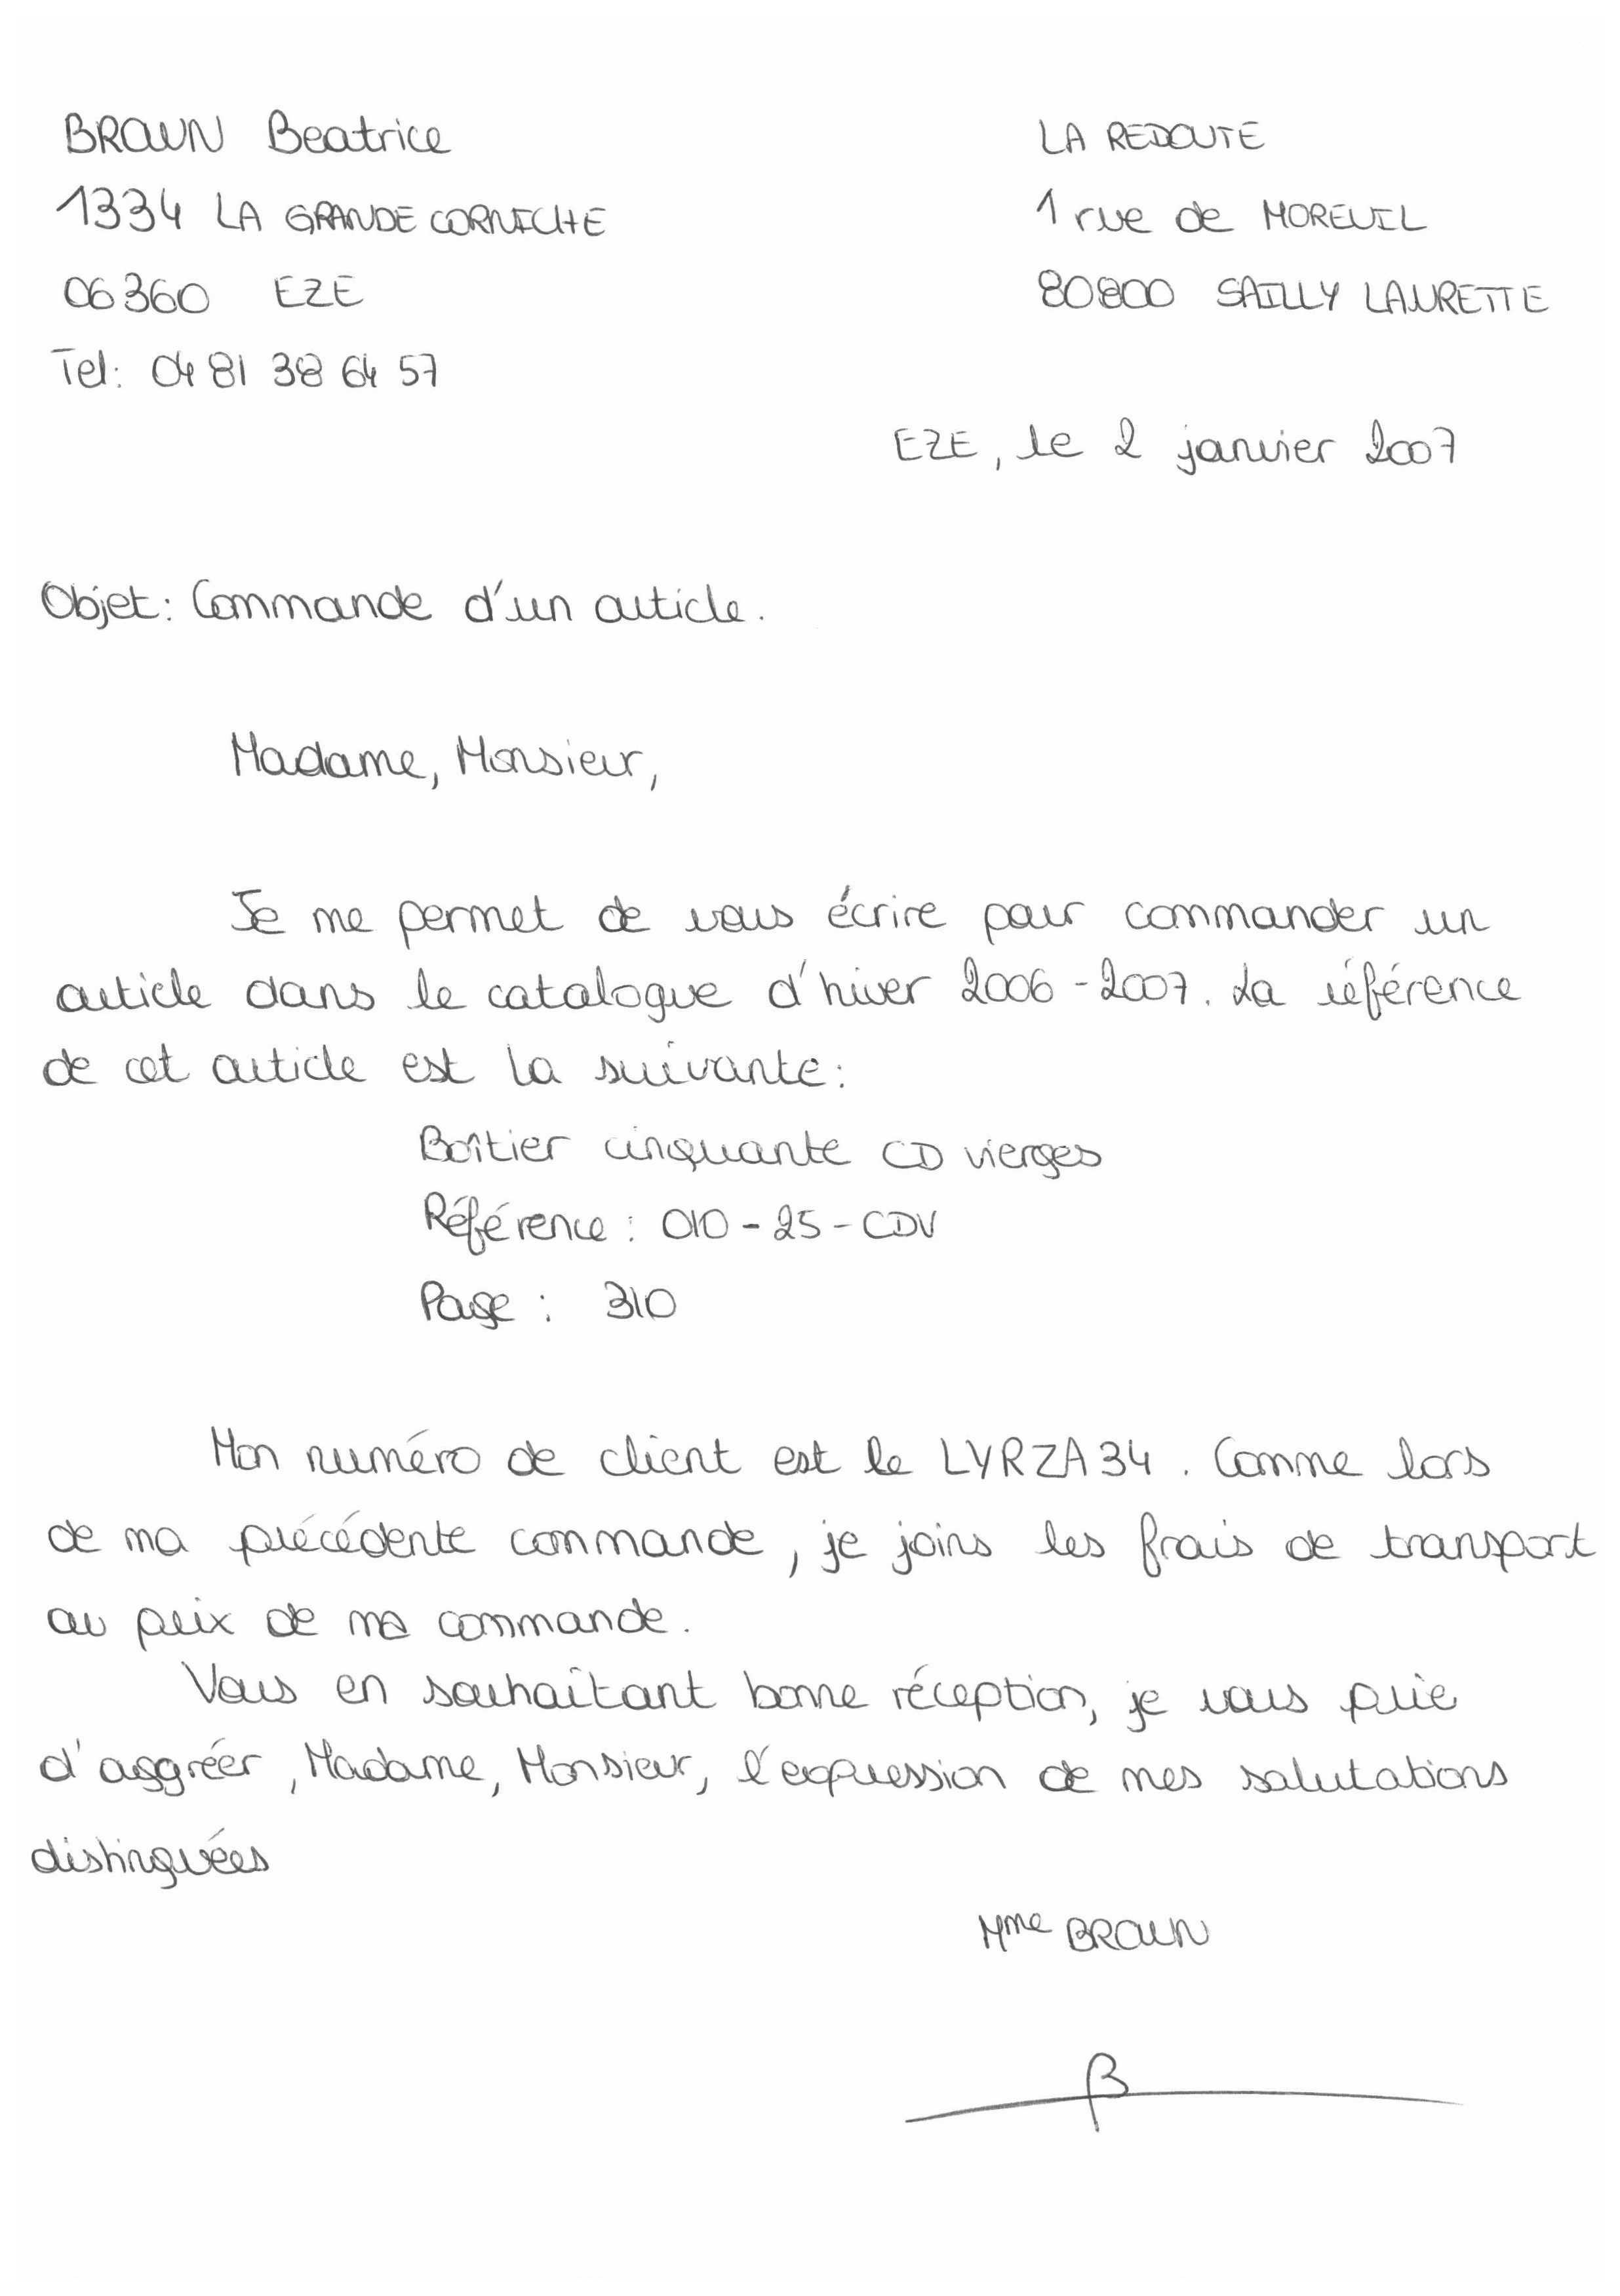 BRAUN Beatrice
1334 LA GRANDE CORNICHE
06360 EZE
Tel: 04 81 38 64 57
LA REDOUTE
1 rue de MOREUIL
80800 SAILLY LAURETTE
EZE, le 2 janvier 2007
Objet: Commande d'un article.
Madame, Monsieur,
Je me permet de vous écrire pour commander un
article dans le catalogue d'hiver 2006-2007. La référence
de cet article est la suivante:
Boîtier cinquante CD vierges
Référence : 010-25-CDV
Page : 310
Mon numéro de client est le LYRZA34. Comme lors
de ma précédente commande, je joins les frais de transport
au prix de ma commande.
Vous en souhaitant bonne réception, je vous prie
d'aggréer, Madame, Monsieur, l'expression de mes salutations
distinguées
Mme BRAUN
B